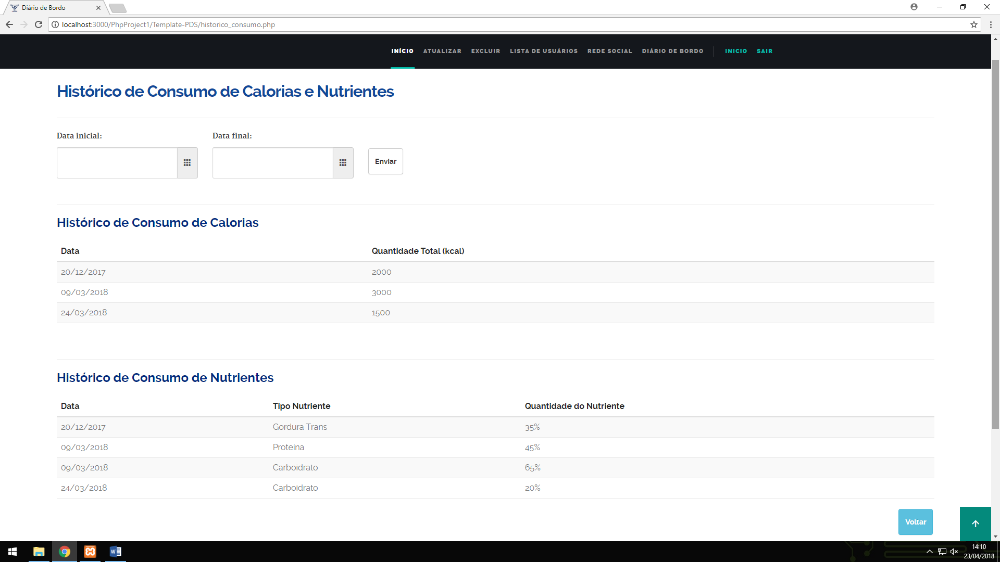 Diário de Bordo
localhost:3000/PhpProject1/Template-PDS/historico_consumo.php
INÍCIO ATUALIZAR EXCLUIR LISTA DE USUÁRIOS REDE SOCIAL DIÁRIO DE BORDO INICIO SAIR
Histórico de Consumo de Calorias e Nutrientes
Data inicial: Data final:
Enviar
Histórico de Consumo de Calorias
Data Quantidade Total (kcal)
20/12/2017 2000
09/03/2018 3000
24/03/2018 1500
Histórico de Consumo de Nutrientes
Data Tipo Nutriente Quantidade do Nutriente
20/12/2017 Gordura Trans 35%
09/03/2018 Proteina 45%
09/03/2018 Carboidrato 65%
24/03/2018 Carboidrato 20%
Voltar
14:10
23/04/2018